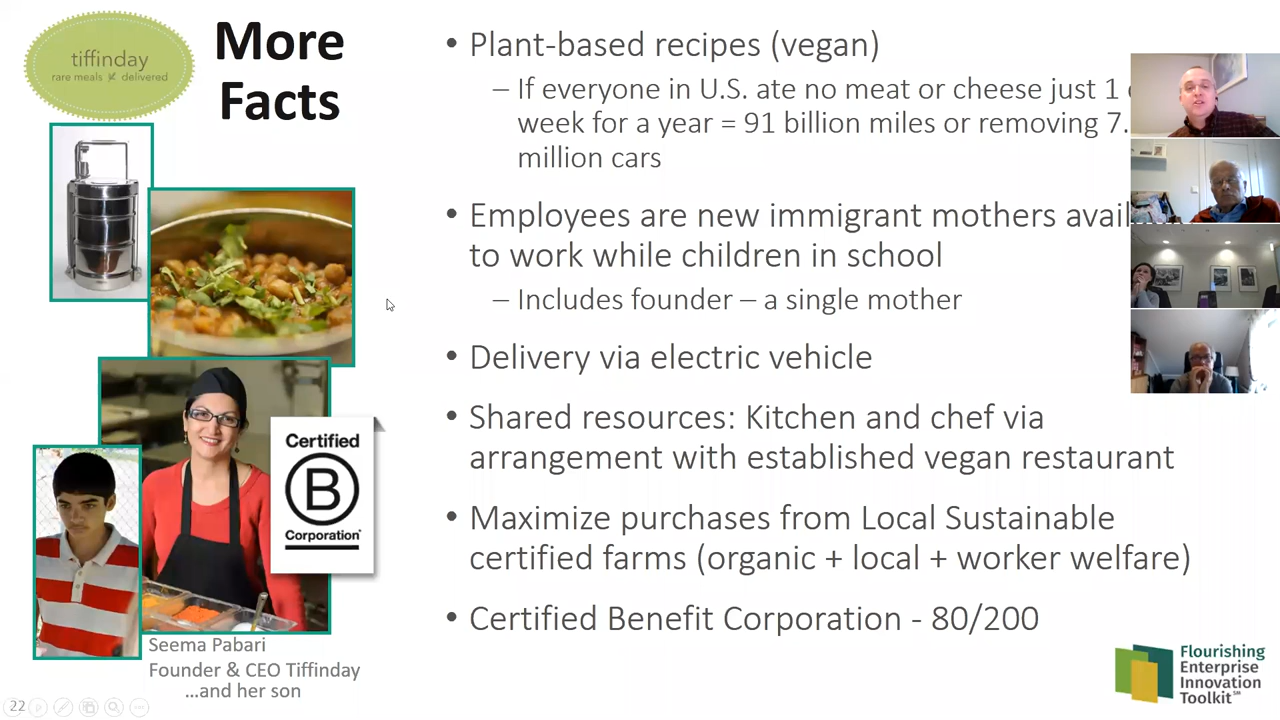 tiffinday
rare meals delivered
More
Facts
• Plant-based recipes (vegan)
– If everyone in U.S. ate no meat or cheese just 1
week for a year = 91 billion miles or removing 7.
million cars
• Employees are new immigrant mothers
to work while children in school
– Includes founder – a single mother
• Delivery via electric vehicle
• Shared resources: Kitchen and chef via
arrangement with established vegan restaurant
• Maximize purchases from Local Sustainable
certified farms (organic + local + worker welfare)
• Certified Benefit Corporation - 80/200
Certified
B
Corporation
Seema Pabari
Founder & CEO Tiffinday
...and her son
22
Flourishing
Enterprise
Innovation
Toolkit℠